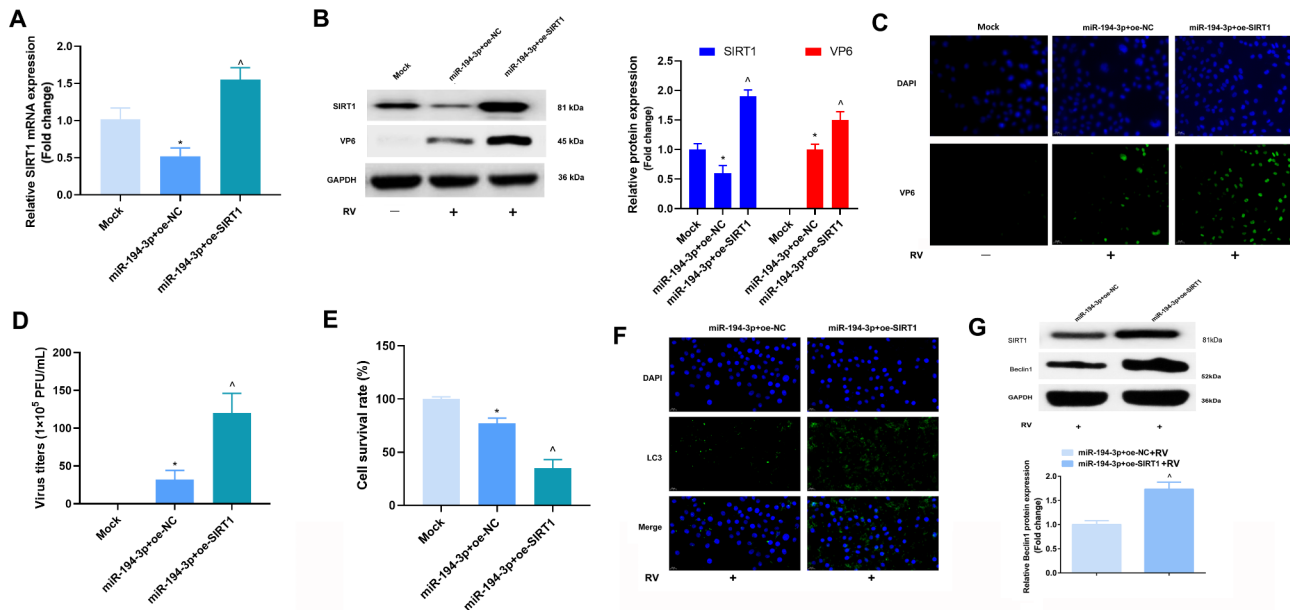 A
Relative SIRT1 mRNA expression
(Fold change)
2.0
1.5
1.0
0.5
0.0
*
^
Mock
miR-194-3p+oe-NC
miR-194-3p+oe-SIRT1
B
Mock
miR-194-3p+oe-NC
miR-194-3p+oe-SIRT1
SIRT1
81 kDa
VP6
45 kDa
GAPDH
36 kDa
RV
—
+
+
SIRT1
VP6
Relative protein expression
(Fold change)
2.5
2.0
1.5
1.0
0.5
0.0
*
^
*
^
Mock
miR-194-3p+oe-NC
miR-194-3p+oe-SIRT1
Mock
miR-194-3p+oe-NC
miR-194-3p+oe-SIRT1
C
Mock
miR-194-3p+oe-NC
miR-194-3p+oe-SIRT1
DAPI
VP6
RV
—
+
+
D
Virus titers (1×10⁵ PFU/mL)
200
150
100
50
0
*
^
Mock
miR-194-3p+oe-NC
miR-194-3p+oe-SIRT1
E
Cell survival rate (%)
150
100
50
0
*
^
Mock
miR-194-3p+oe-NC
miR-194-3p+oe-SIRT1
F
miR-194-3p+oe-NC
miR-194-3p+oe-SIRT1
DAPI
LC3
Merge
RV
+
+
G
miR-194-3p+oe-NC
miR-194-3p+oe-SIRT1
SIRT1
81kDa
Beclin1
52kDa
GAPDH
36kDa
RV
+
+
miR-194-3p+oe-NC+RV
miR-194-3p+oe-SIRT1+RV
Relative Beclin1 protein expression
(Fold change)
2.0
1.5
1.0
0.5
0.0
^